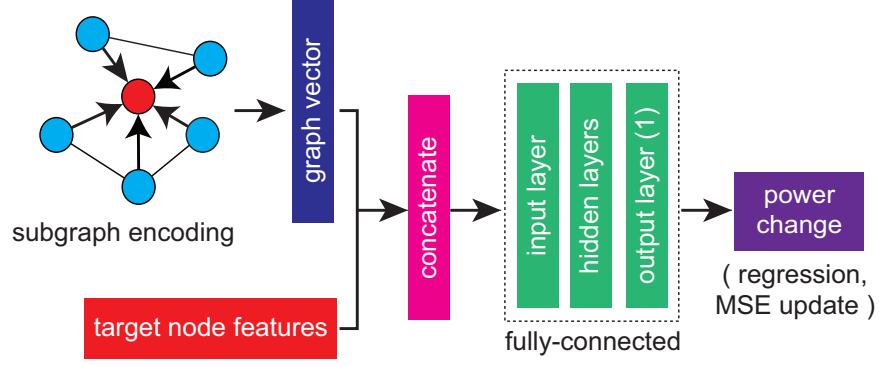 subgraph encoding
graph vector
target node features
concatenate
input layer
hidden layers
output layer (1)
fully-connected
power
change
( regression,
MSE update )